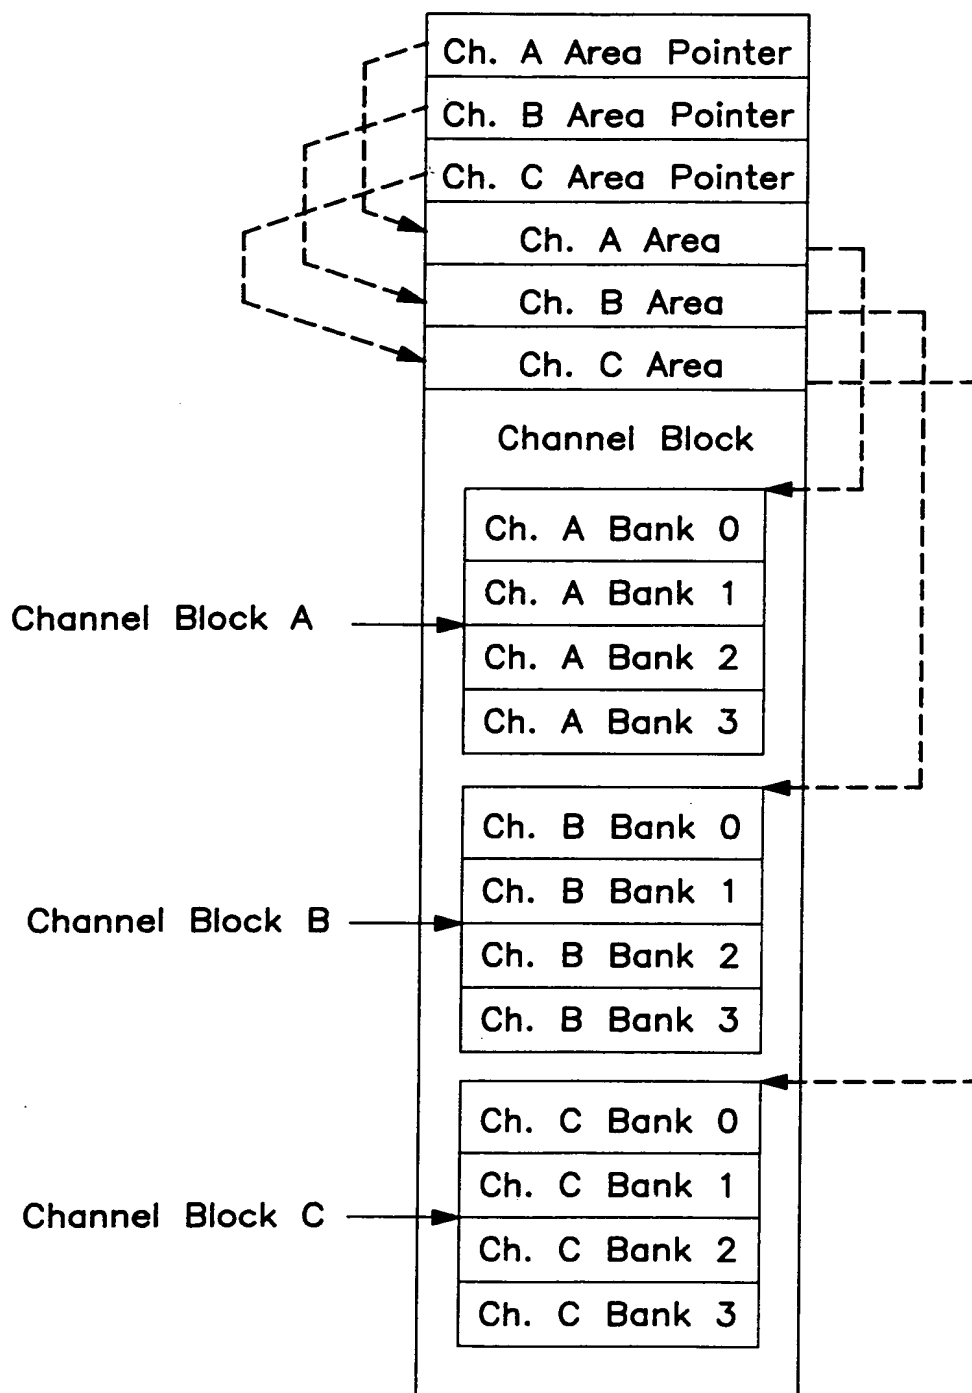 Ch. A Area Pointer
Ch. B Area Pointer
Ch. C Area Pointer
Ch. A Area
Ch. B Area
Ch. C Area
Channel Block
Ch. A Bank 0
Ch. A Bank 1
Channel Block A
Ch. A Bank 2
Ch. A Bank 3
Ch. B Bank 0
Ch. B Bank 1
Channel Block B
Ch. B Bank 2
Ch. B Bank 3
Ch. C Bank 0
Ch. C Bank 1
Channel Block C
Ch. C Bank 2
Ch. C Bank 3